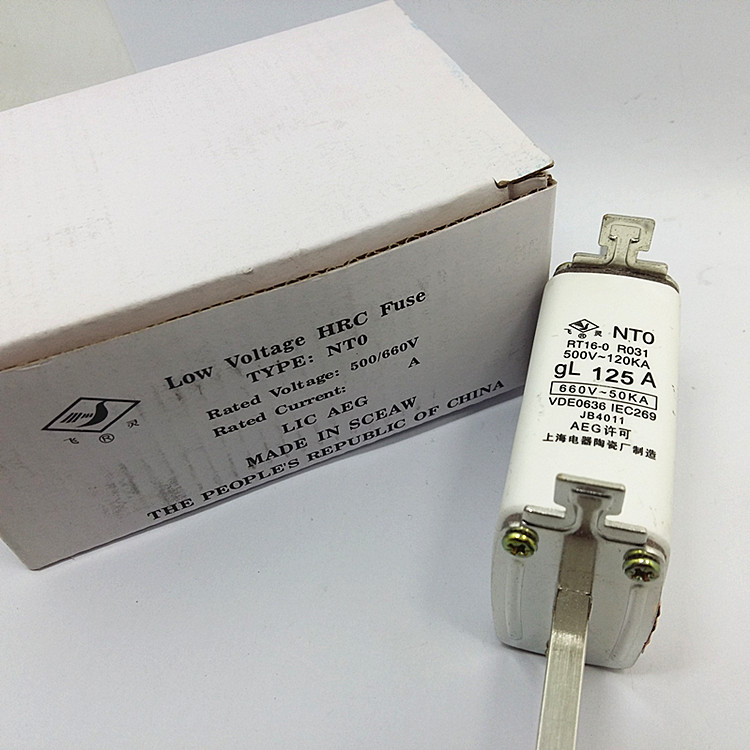 Low Voltage HRC Fuse
TYPE: NT0
Rated Voltage: 500/660V
Rated Current: A
LIC AEG
MADE IN SCEAW
THE PEOPLE'S REPUBLIC OF CHINA
飞 ® 灵
飞 ® 灵
NT0
RT16-0 R031
500V~120KA
gL 125 A
660V~50KA
VDE0636 IEC269
JB4011
AEG许可
上海电器陶瓷厂制造